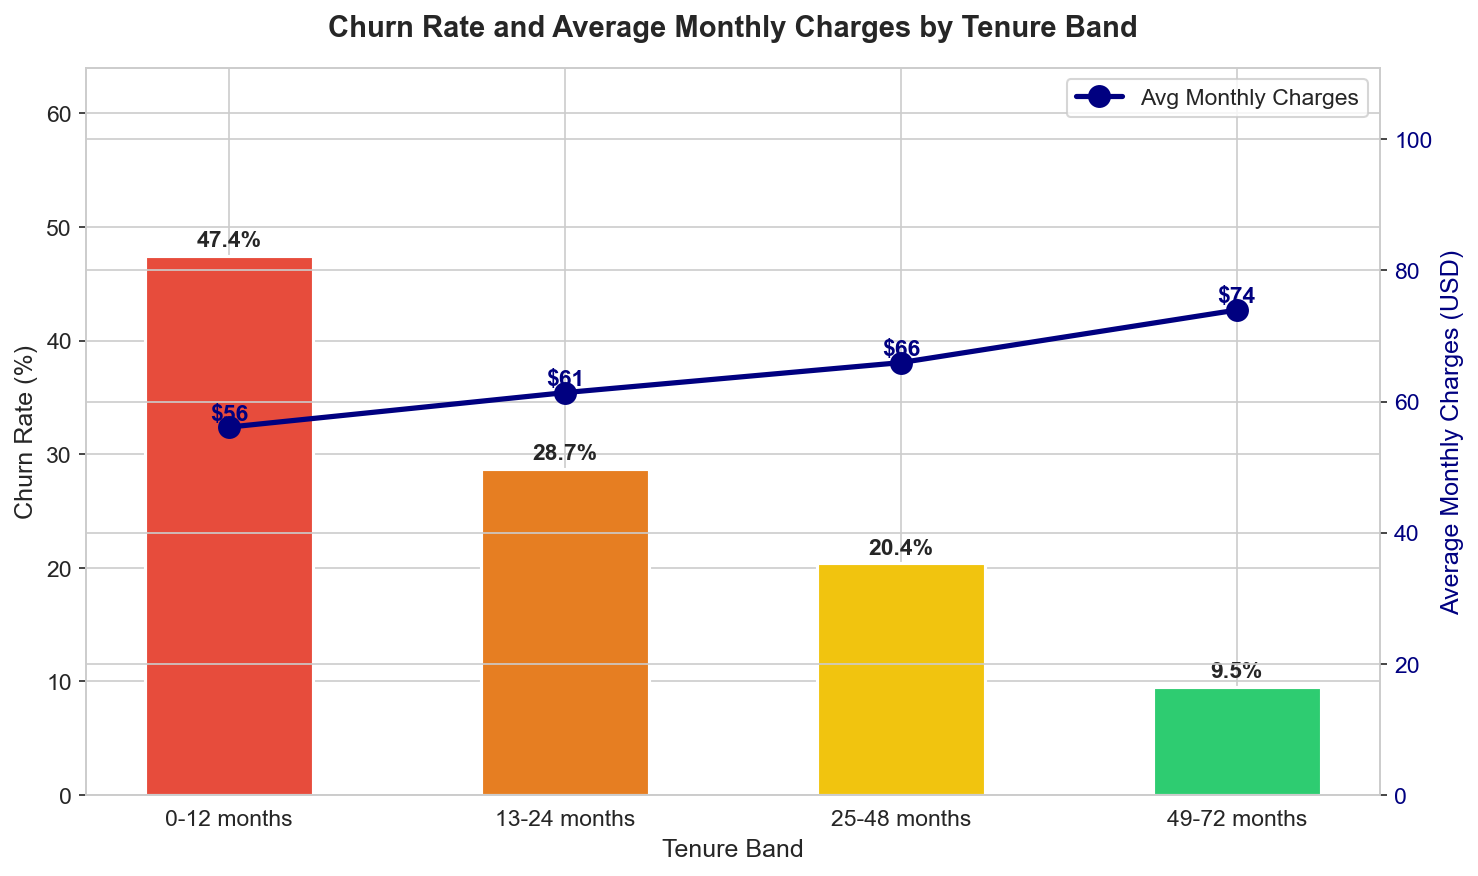 Churn Rate and Average Monthly Charges by Tenure Band
Avg Monthly Charges
Churn Rate (%)
60
50
40
30
20
10
0
47.4%
28.7%
20.4%
9.5%
$56
$61
$66
$74
100
80
60
40
20
0
Average Monthly Charges (USD)
0-12 months
13-24 months
25-48 months
49-72 months
Tenure Band